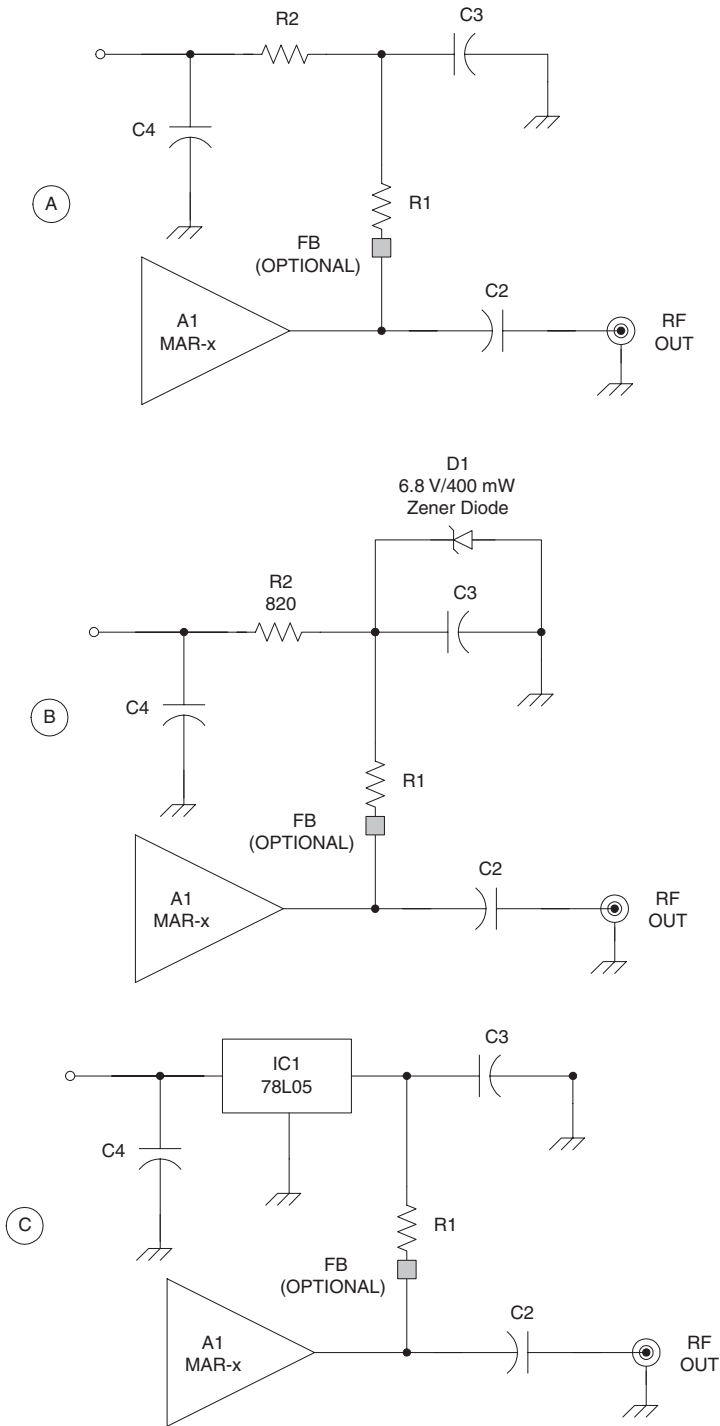 R2
C3
C4
A
R1
FB
(OPTIONAL)
C2
A1
MAR-x
RF
OUT
D1
6.8 V/400 mW
Zener Diode
R2
820
C3
C4
B
R1
FB
(OPTIONAL)
C2
A1
MAR-x
RF
OUT
C3
IC1
78L05
C4
C
R1
FB
(OPTIONAL)
C2
A1
MAR-x
RF
OUT